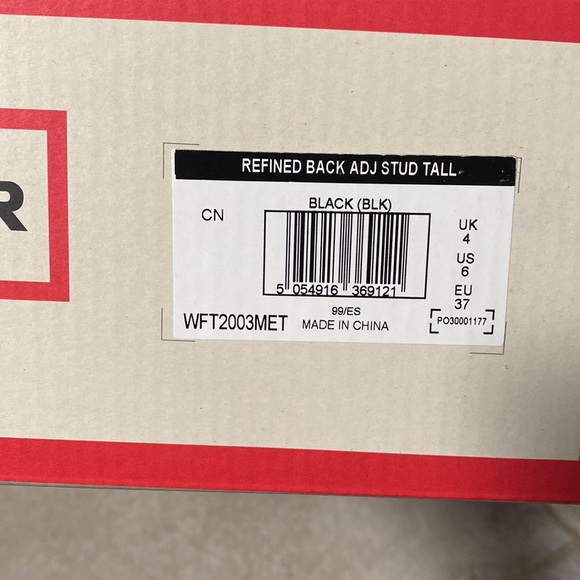 R
REFINED BACK ADJ STUD TALL
CN
BLACK (BLK)
5 054916 369121
UK
4
US
6
EU
37
99/ES
WFT2003MET
MADE IN CHINA
PO30001177